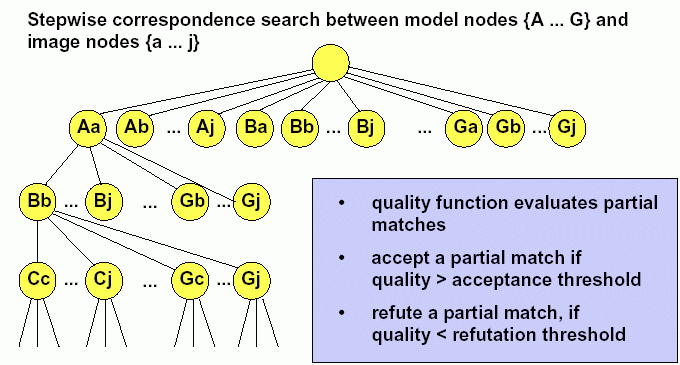 Stepwise correspondence search between model nodes {A ... G} and
image nodes {a ... j}
Aa Ab ... Aj Ba Bb ... Bj ... Ga Gb ... Gj
Bb ... Bj ... Gb ... Gj
Cc ... Cj ... Gc ... Gj
• quality function evaluates partial
matches
• accept a partial match if
quality > acceptance threshold
• refute a partial match, if
quality < refutation threshold